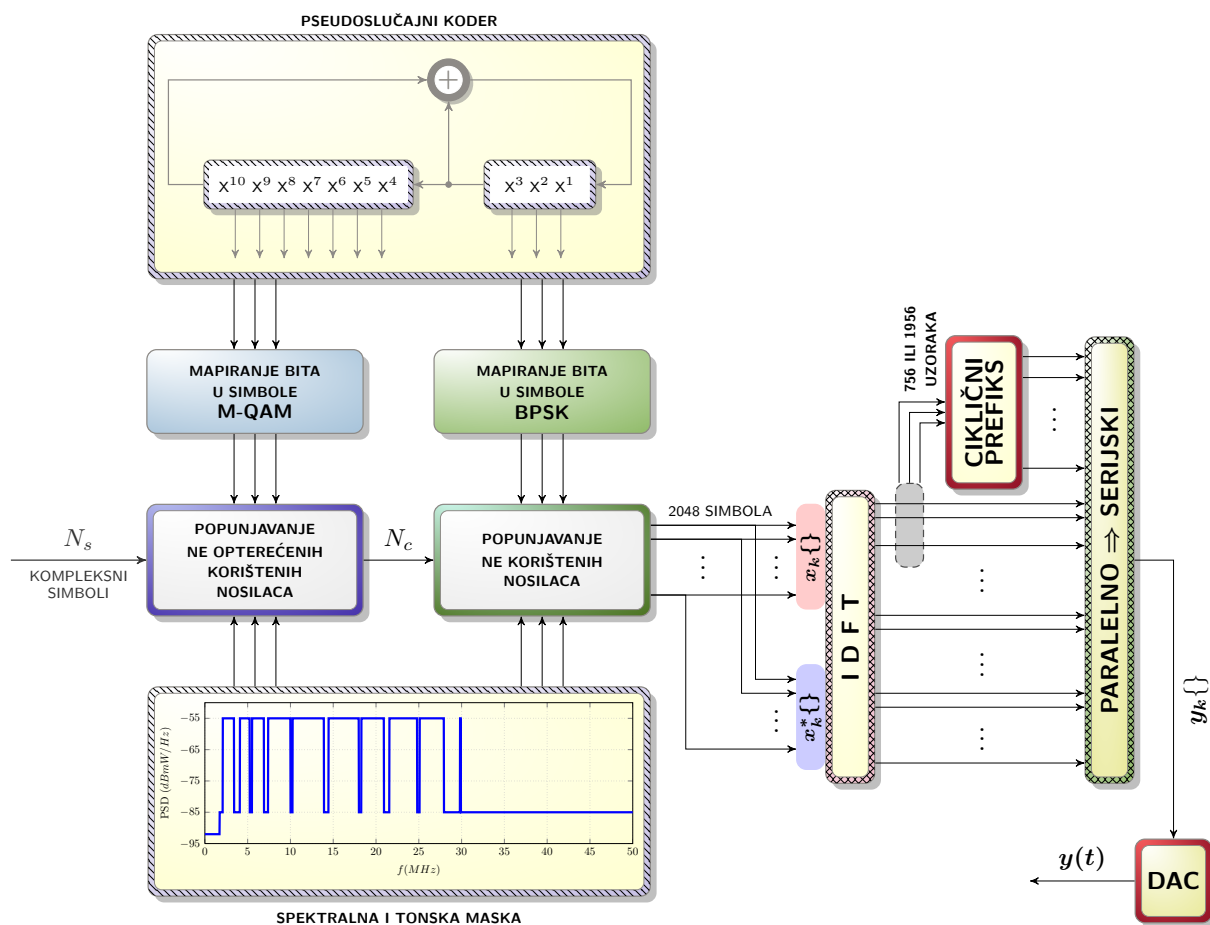 PSEUDOSLUČAJNI KODER
+
X¹⁰ X⁹ X⁸ X⁷ X⁶ X⁵ X⁴
X³ X² X¹
MAPIRANJE BITA
U SIMBOLE
M-QAM
MAPIRANJE BITA
U SIMBOLE
BPSK
N_s
KOMPLEKSNI
SIMBOLI
POPUNJAVANJE
NE OPTEREĆENIH
KORIŠTENIH
NOSILACA
N_c
POPUNJAVANJE
NE KORIŠTENIH
NOSILACA
2048 SIMBOLA
x_k{}
x*_k{}
I D F T
756 ILI 1956
UZORAKA
CIKLIČNI
PREFIKS
PARALELNO ⇒ SERIJSKI
y_k{}
DAC
y(t)
PSD (dBmW/Hz)
−55
−65
−75
−85
−95
0 5 10 15 20 25 30 35 40 45 50
f(MHz)
SPEKTRALNA I TONSKA MASKA